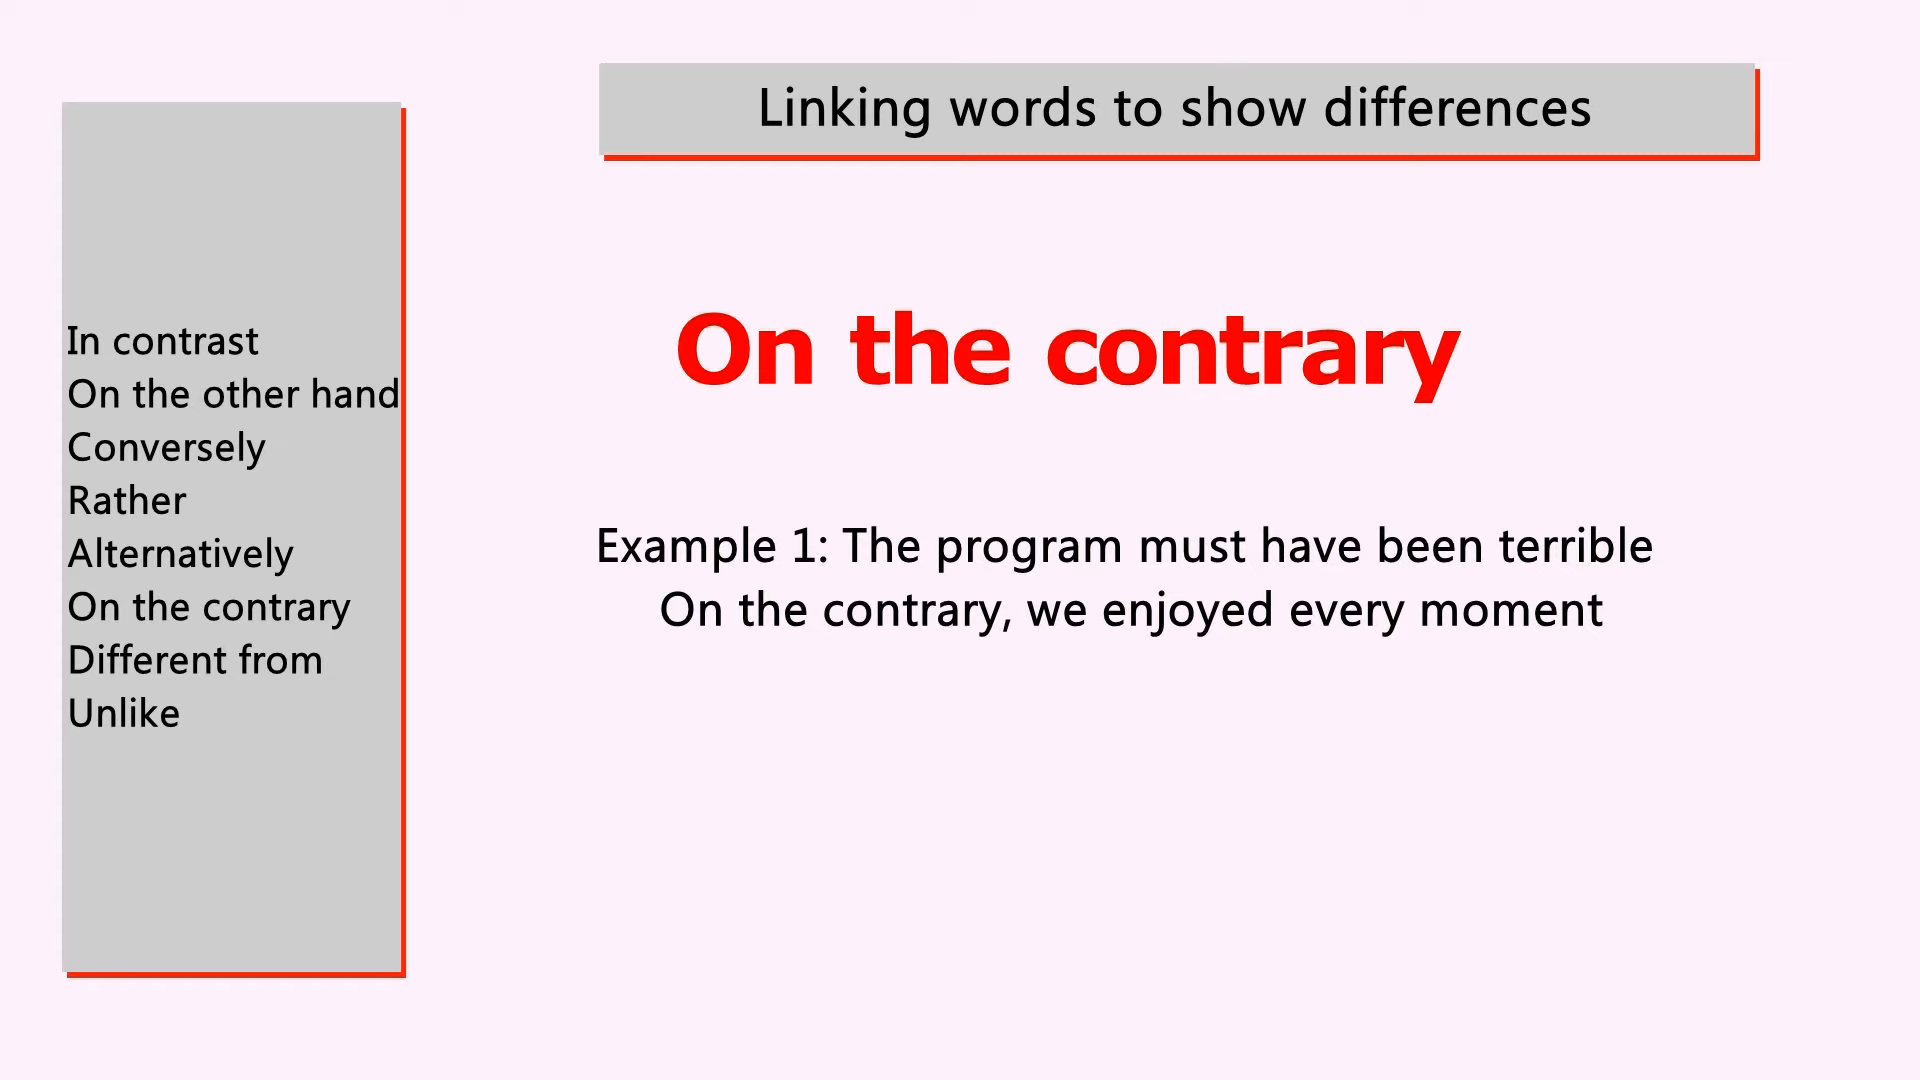 Linking words to show differences
In contrast
On the other hand
Conversely
Rather
Alternatively
On the contrary
Different from
Unlike
On the contrary
Example 1: The program must have been terrible
On the contrary, we enjoyed every moment